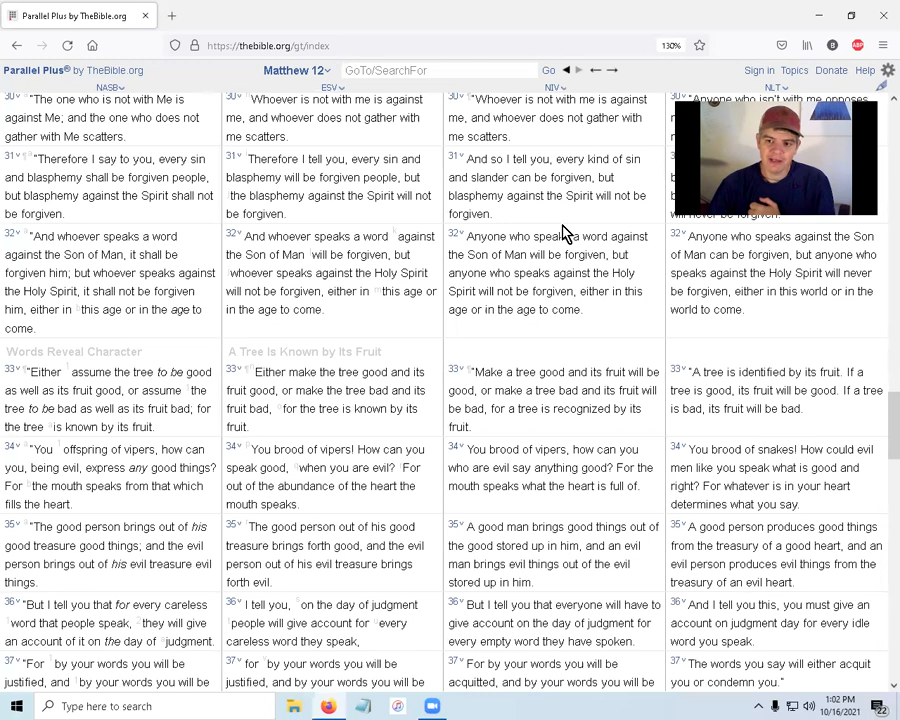 Parallel Plus by TheBible.org
https://thebible.org/gt/index
130%
Parallel Plus® by TheBible.org
Matthew 12
GoTo/SearchFor
Go
Sign in Topics Donate Help
NASB ESV NIV NLT
30 "The one who is not with Me is
against Me; and the one who does not
gather with Me scatters.
31 "Therefore I say to you, every sin
and blasphemy shall be forgiven people,
but blasphemy against the Spirit shall not
be forgiven.
32 "And whoever speaks a word
against the Son of Man, it shall be
forgiven him; but whoever speaks against
the Holy Spirit, it shall not be forgiven
him, either in this age or in the age to
come.
Words Reveal Character
33 "Either assume the tree to be good
as well as its fruit good, or assume the
tree to be bad as well as its fruit bad; for
the tree is known by its fruit.
34 "You offspring of vipers, how can
you, being evil, express any good things?
For the mouth speaks from that which
fills the heart.
35 "The good person brings out of his
good treasure good things; and the evil
person brings out of his evil treasure evil
things.
36 "But I tell you that for every careless
word that people speak, they will give
an account of it on the day of judgment.
37 "For by your words you will be
justified, and by your words you will be
30 Whoever is not with me is against
me, and whoever does not gather with
me scatters.
31 Therefore I tell you, every sin and
blasphemy will be forgiven people, but
the blasphemy against the Spirit will not
be forgiven.
32 And whoever speaks a word against
the Son of Man will be forgiven, but
whoever speaks against the Holy Spirit
will not be forgiven, either in this age or
in the age to come.
A Tree is Known by Its Fruit
33 "Either make the tree good and its
fruit good, or make the tree bad and its
fruit bad, for the tree is known by its
fruit.
34 You brood of vipers! How can you
speak good, when you are evil? For
out of the abundance of the heart the
mouth speaks.
35 The good person out of his good
treasure brings forth good, and the evil
person out of his evil treasure brings
forth evil.
36 I tell you, on the day of judgment
people will give account for every
careless word they speak,
37 for by your words you will be
justified, and by your words you will be
30 "Whoever is not with me is against
me, and whoever does not gather with
me scatters.
31 And so I tell you, every kind of sin
and slander can be forgiven, but
blasphemy against the Spirit will not be
forgiven.
32 Anyone who speaks a word against
the Son of Man will be forgiven, but
anyone who speaks against the Holy
Spirit will not be forgiven, either in this
age or in the age to come.
33 "Make a tree good and its fruit will be
good, or make a tree bad and its fruit will
be bad, for a tree is recognized by its
fruit.
34 You brood of vipers, how can you
who are evil say anything good? For the
mouth speaks what the heart is full of.
35 A good man brings good things out of
the good stored up in him, and an evil
man brings evil things out of the evil
stored up in him.
36 But I tell you that everyone will have to
give account on the day of judgment for
every empty word they have spoken.
37 For by your words you will be
acquitted, and by your words you will be
30 "Anyone who isn't with me opposes
will never be forgiven.
32 Anyone who speaks against the Son
of Man can be forgiven, but anyone who
speaks against the Holy Spirit will never
be forgiven, either in this world or in the
world to come.
33 "A tree is identified by its fruit. If a
tree is good, its fruit will be good. If a tree
is bad, its fruit will be bad.
34 You brood of snakes! How could evil
men like you speak what is good and
right? For whatever is in your heart
determines what you say.
35 A good person produces good things
from the treasury of a good heart, and an
evil person produces evil things from the
treasury of an evil heart.
36 And I tell you this, you must give an
account on judgment day for every idle
word you speak.
37 The words you say will either acquit
you or condemn you."
Type here to search
1:02 PM
10/16/2021
22